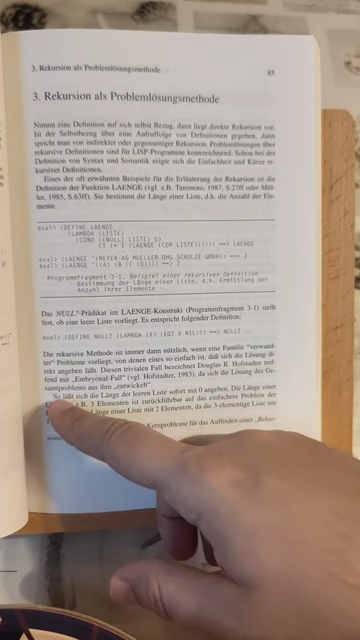 3. Rekursion als Problemlösungsmethode 85
3. Rekursion als Problemlösungsmethode
Nimmt eine Definition auf sich selbst Bezug, dann liegt direkte Rekursion vor.
Ist der Selbstbezug über eine Aufruffolge von Definitionen gegeben, dann
spricht man von indirekter oder gegenseitiger Rekursion. Problemlösungen über
rekursive Definitionen sind für LISP-Programme kennzeichnend. Schon bei der
Definition von Syntax und Semantik zeigte sich die Einfachheit und Kürze re-
kursiver Definitionen.
Eines der oft erwähnten Beispiele für die Erläuterung der Rekursion ist die
Definition der Funktion LAENGE (vgl. z.B. Tanimoto, 1987, S.27ff oder Mül-
ler, 1985, S.63ff). Sie bestimmt die Länge einer Liste, d.h. die Anzahl der Ele-
mente.
eval> (DEFINE LAENGE
(LAMBDA (LISTE)
(COND ((NULL? LISTE) 0)
(T (+ 1 (LAENGE (CDR LISTE)))))) ==> LAENGE
eval> (LAENGE '(MEYER-AG MUELLER-OHG SCHULZE-GMBH)) ==> 3
eval> (LAENGE '((A) (B (C (D))))) ==> 2
Programmfragment 3-1: Beispiel einer rekursiven Definition
Bestimmung der Länge einer Liste, d.h. Ermittlung der
Anzahl ihrer Elemente
Das NULL?-Prädikat im LAENGE-Konstrukt (Programmfragment 3-1) stellt
fest, ob eine leere Liste vorliegt. Es entspricht folgender Definition:
eval> (DEFINE NULL? (LAMBDA (X) (EQ? X NIL))) ==> NULL?
Die rekursive Methode ist immer dann nützlich, wenn eine Familie "verwand-
ter" Probleme vorliegt, von denen eines so einfach ist, daß sich die Lösung di-
rekt angeben läßt. Diesen trivialen Fall bezeichnet Douglas R. Hofstadter tref-
fend mit „Embryonal-Fall" (vgl. Hofstadter, 1983), da sich die Lösung des Ge-
samtproblems aus ihm „entwickelt".
So läßt sich die Länge der leeren Liste sofort mit 0 angeben. Die Länge einer
z.B. 3 Elementen ist zurückführbar auf das einfachere Problem der
Länge einer Liste mit 2 Elementen, da die 3-elementige Liste um
Kernprobleme für das Auffinden einer „Rekur-